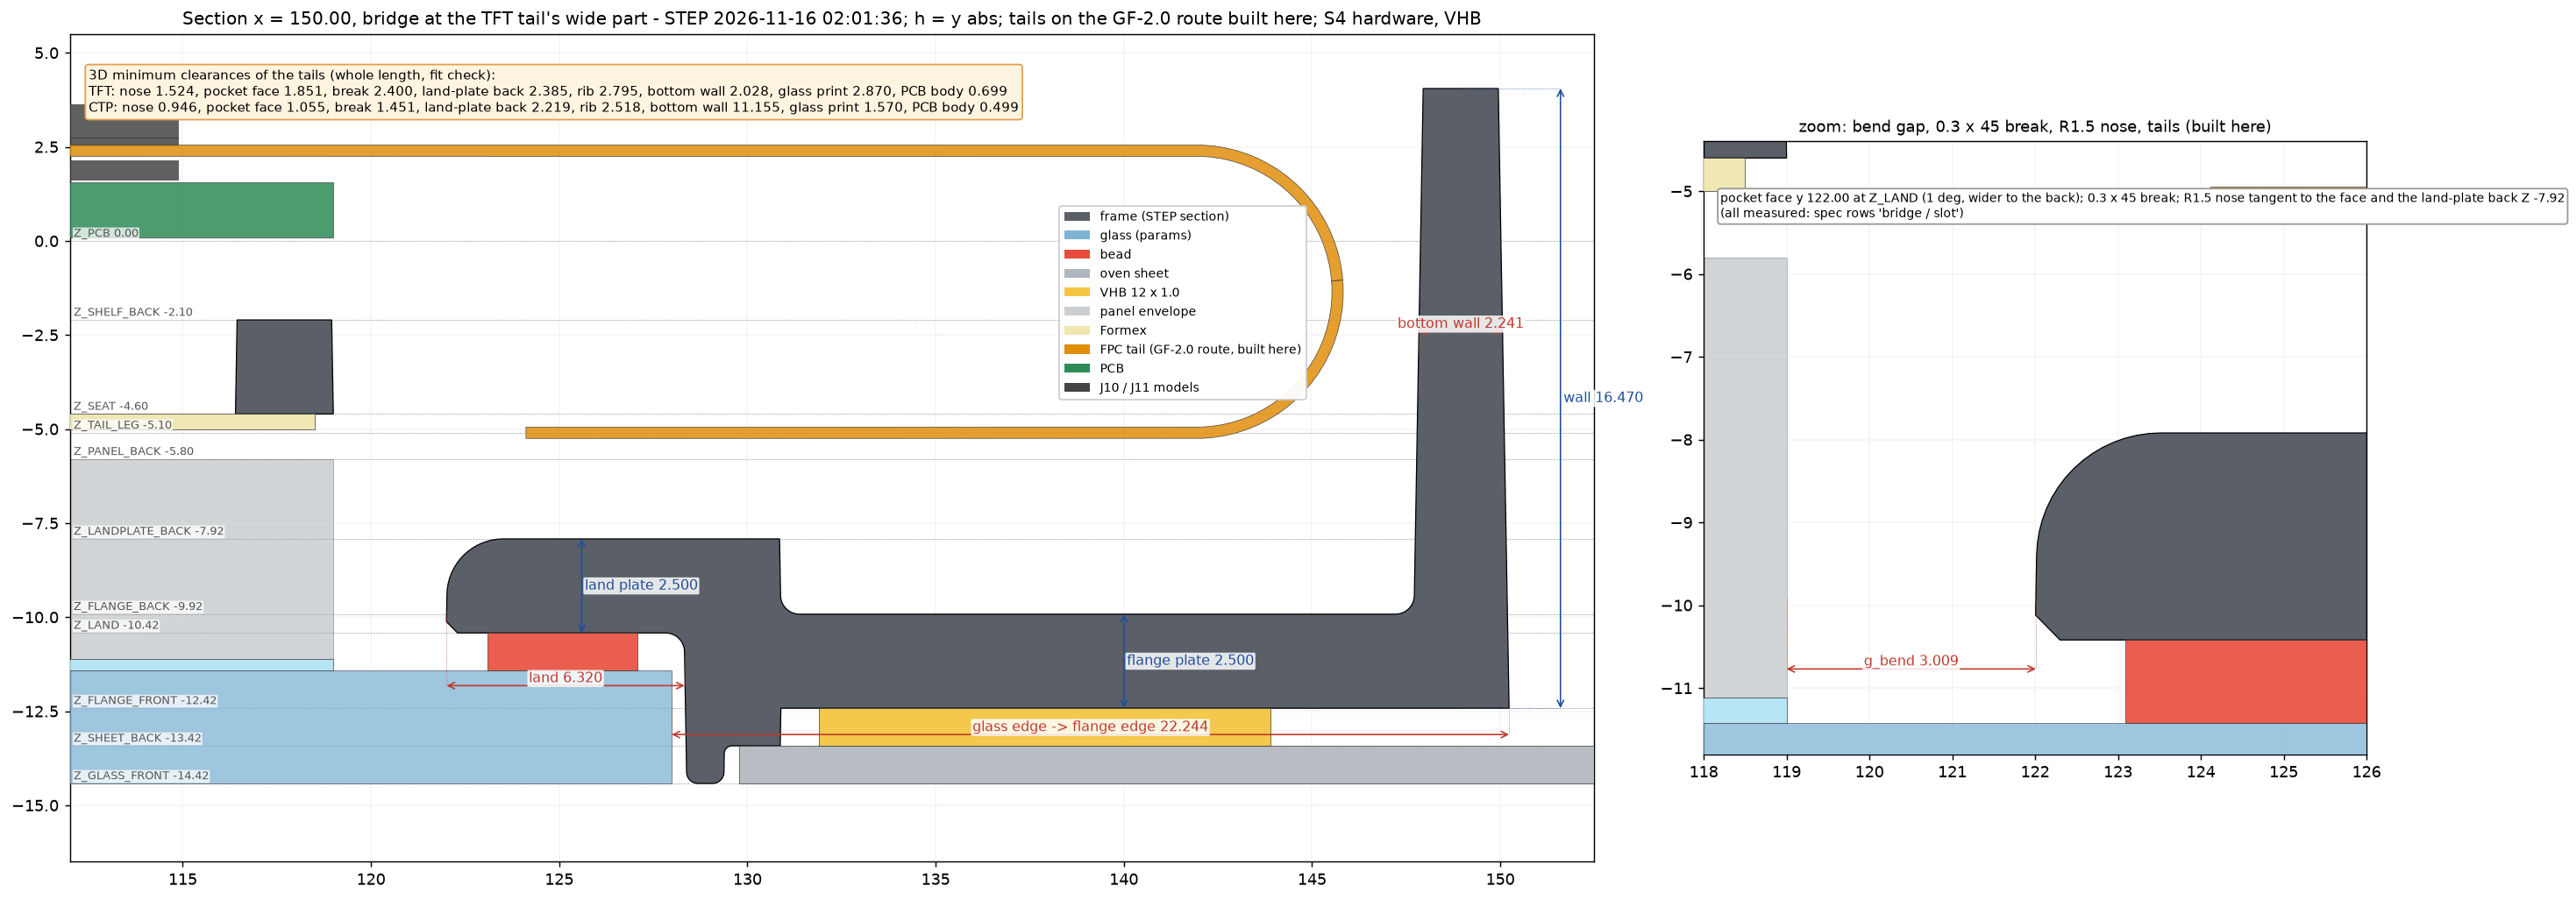 Section x = 150.00, bridge at the TFT tail's wide part - STEP 2026-11-16 02:01:36; h = y abs; tails on the GF-2.0 route built here; S4 hardware, VHB
5.0
2.5
0.0
−2.5
−5.0
−7.5
−10.0
−12.5
−15.0
115
120
125
130
135
140
145
150
3D minimum clearances of the tails (whole length, fit check):
TFT: nose 1.524, pocket face 1.851, break 2.400, land-plate back 2.385, rib 2.795, bottom wall 2.028, glass print 2.870, PCB body 0.699
CTP: nose 0.946, pocket face 1.055, break 1.451, land-plate back 2.219, rib 2.518, bottom wall 11.155, glass print 1.570, PCB body 0.499
Z_PCB 0.00
Z_SHELF_BACK -2.10
Z_SEAT -4.60
Z_TAIL_LEG -5.10
Z_PANEL_BACK -5.80
Z_LANDPLATE_BACK -7.92
Z_FLANGE_BACK -9.92
Z_LAND -10.42
Z_FLANGE_FRONT -12.42
Z_SHEET_BACK -13.42
Z_GLASS_FRONT -14.42
frame (STEP section)
glass (params)
bead
oven sheet
VHB 12 x 1.0
panel envelope
Formex
FPC tail (GF-2.0 route, built here)
PCB
J10 / J11 models
bottom wall 2.241
wall 16.470
land plate 2.500
flange plate 2.500
land 6.320
glass edge -> flange edge 22.244
zoom: bend gap, 0.3 x 45 break, R1.5 nose, tails (built here)
pocket face y 122.00 at Z_LAND (1 deg, wider to the back); 0.3 x 45 break; R1.5 nose tangent to the face and the land-plate back Z -7.92
(all measured: spec rows 'bridge / slot')
g_bend 3.009
−5
−6
−7
−8
−9
−10
−11
118
119
120
121
122
123
124
125
126